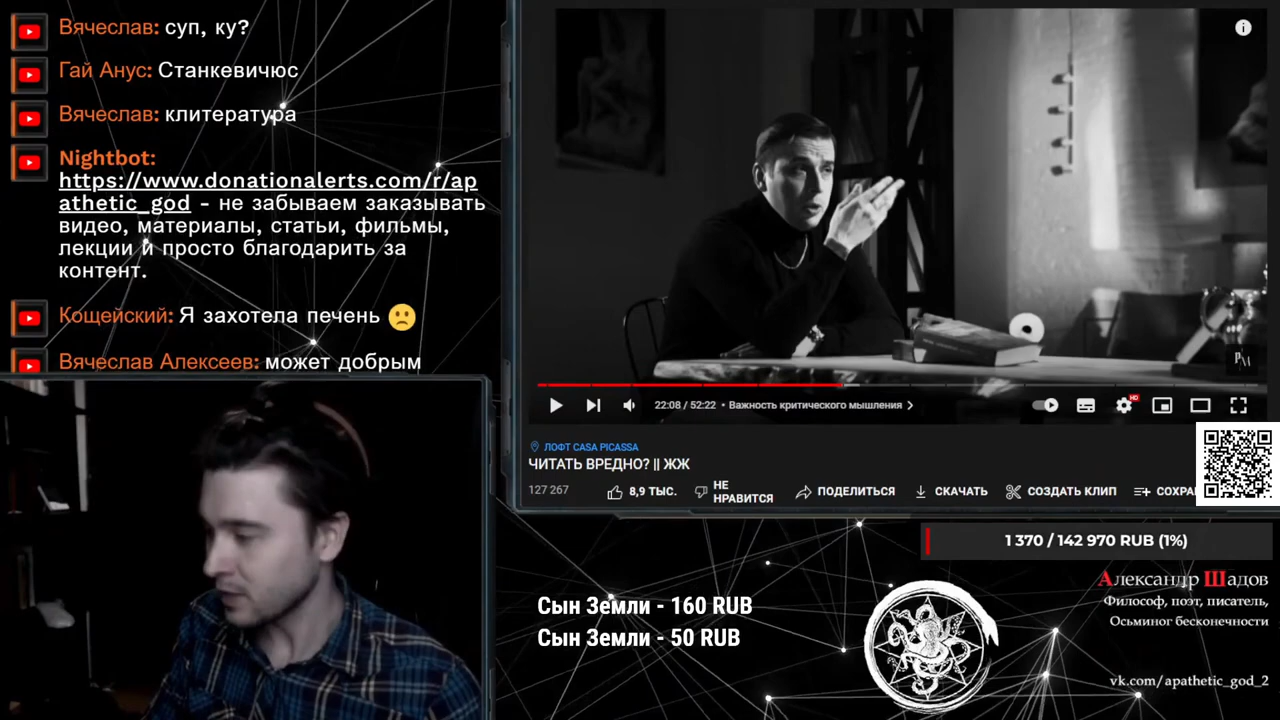 Вячеслав: суп, ку?
Гай Анус: Станкевичюс
Вячеслав: клитература
Nightbot:
https://www.donationalerts.com/r/ap
athetic_god - не забываем заказывать
видео, материалы, статьи, фильмы,
лекции и просто благодарить за
контент.
Кощейский: Я захотела печень
Вячеслав Алексеев: может добрым
22:08 / 52:22 • Важность критического мышления
HD
ЛОФТ CASA PICASSA
ЧИТАТЬ ВРЕДНО? || ЖЖ
127 267
8,9 ТЫС.
НЕ
НРАВИТСЯ
ПОДЕЛИТЬСЯ
СКАЧАТЬ
СОЗДАТЬ КЛИП
СОХРАН
1 370 / 142 970 RUB (1%)
Сын Земли - 160 RUB
Сын Земли - 50 RUB
Александр Шадов
Философ, поэт, писатель,
Осьминог бесконечности
vk.com/apathetic_god_2